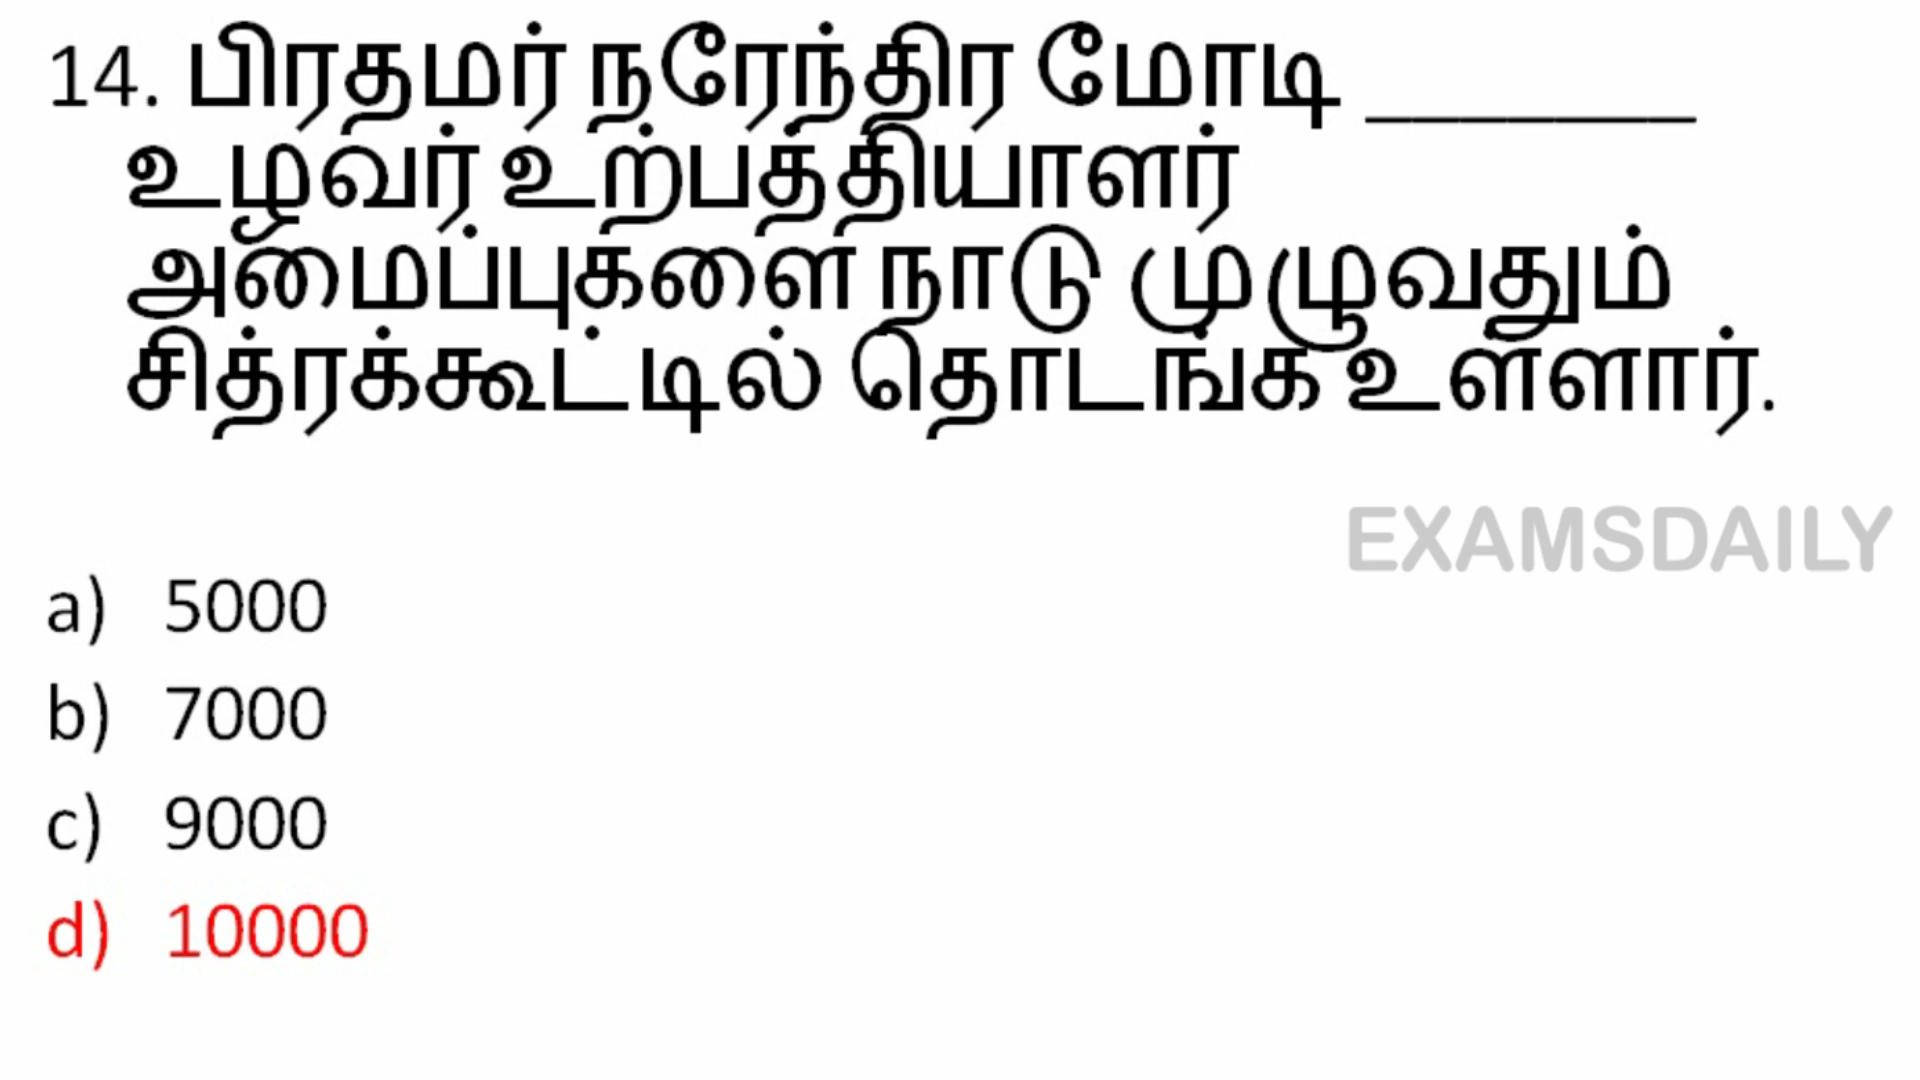 14. பிரதமர் நரேந்திர மோடி ________
உழவர் உற்பத்தியாளர்
அமைப்புகளை நாடு முழுவதும்
சித்ரக்கூட்டில் தொடங்க உள்ளார்.
EXAMSDAILY
a) 5000
b) 7000
c) 9000
d) 10000